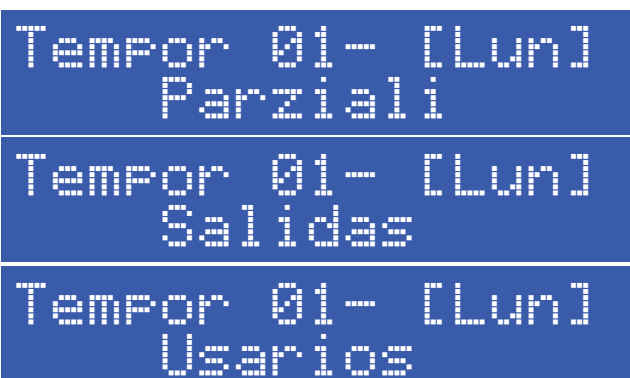 Tempor 01- [Lun]
Parziali
Tempor 01- [Lun]
Salidas
Tempor 01- [Lun]
Usarios